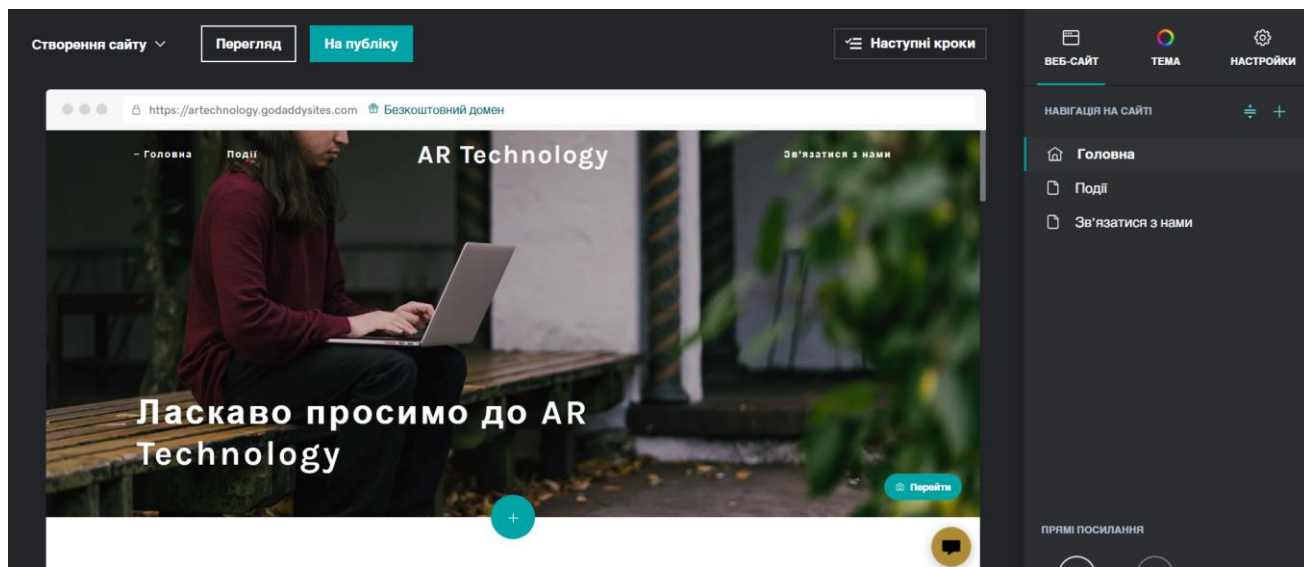 Створення сайту
Перегляд
На публіку
Наступні кроки
ВЕБ-САЙТ
ТЕМА
НАСТРОЙКИ
https://artechnology.godaddysites.com
Безкоштовний домен
НАВІГАЦІЯ НА САЙТІ
– Головна
Події
AR Technology
Зв'язатися з нами
Головна
Події
Зв'язатися з нами
Ласкаво просимо до AR
Technology
Перейти
ПРЯМІ ПОСИЛАННЯ